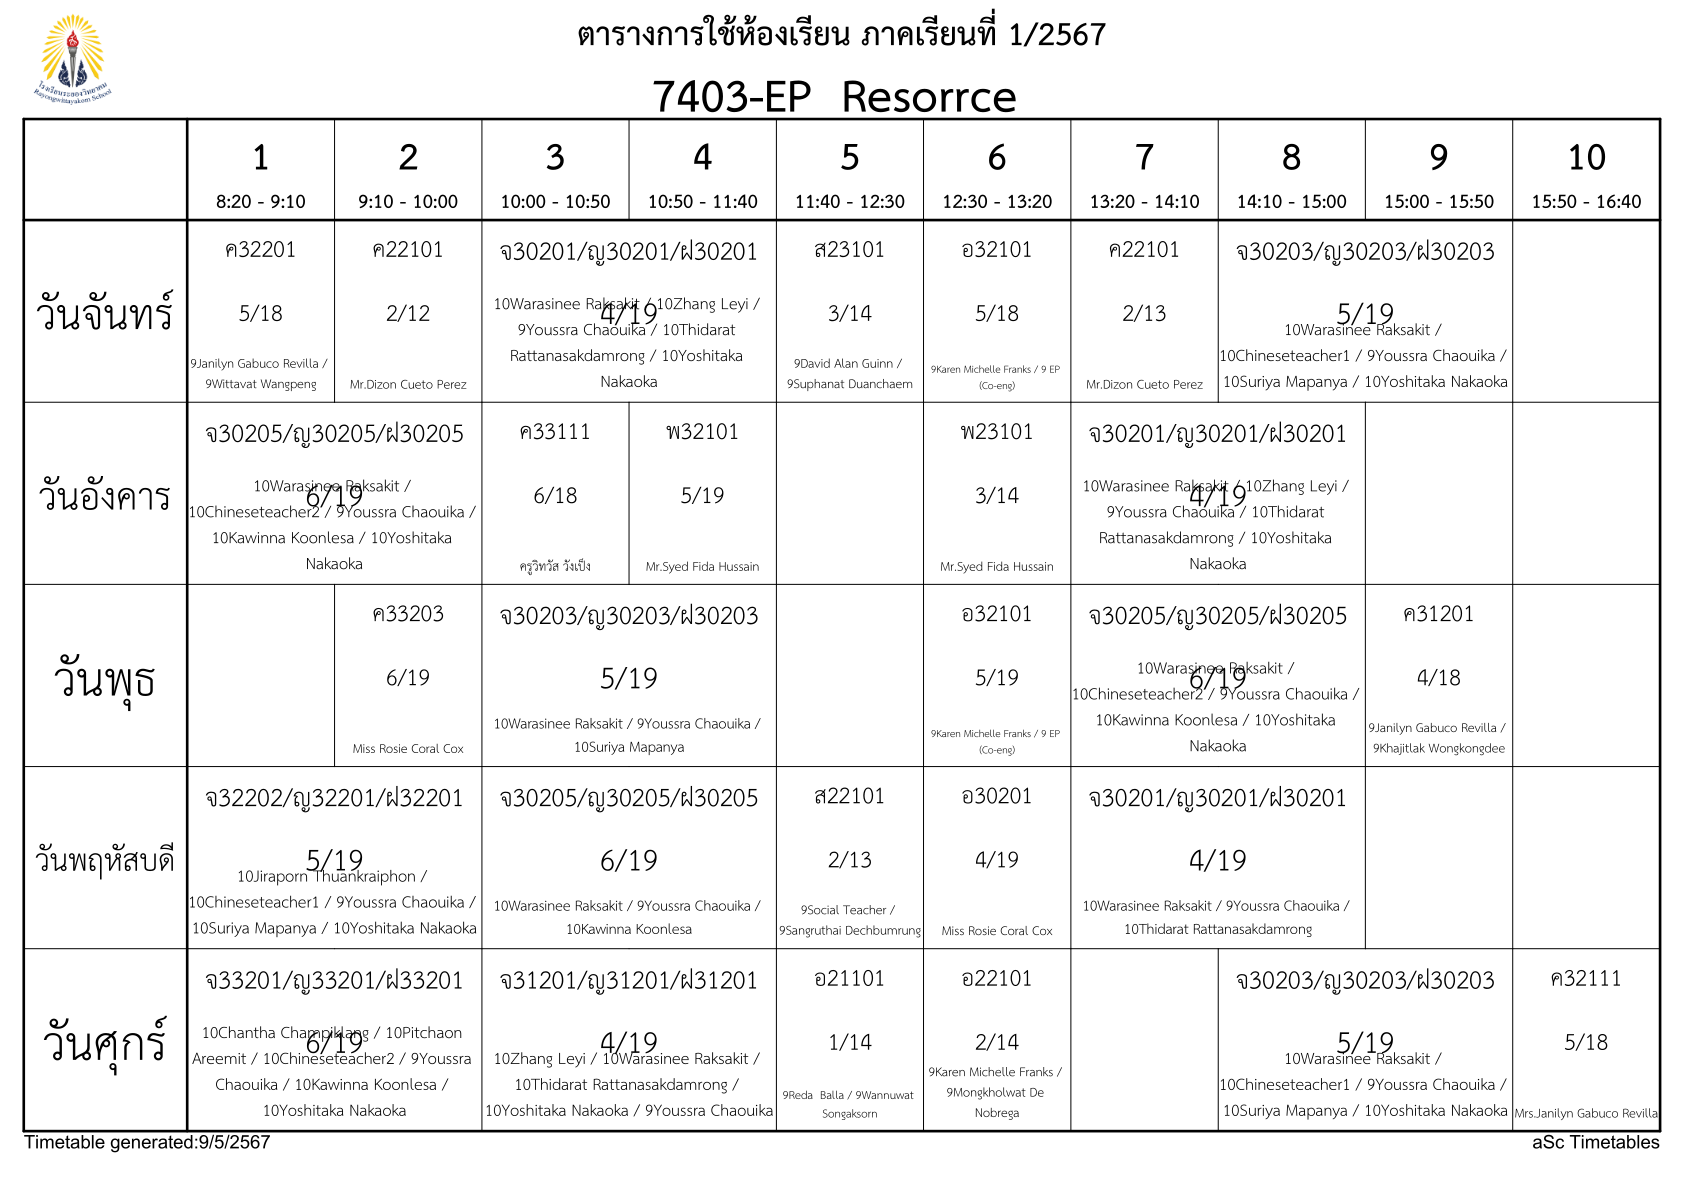 ตารางการใช้ห้องเรียน ภาคเรียนที่ 1/2567
โรงเรียนระยองวิทยาคม
Rayongwittayakom School
7403-EP Resorrce
1 2 3 4 5 6 7 8 9 10
8:20 - 9:10 9:10 - 10:00 10:00 - 10:50 10:50 - 11:40 11:40 - 12:30 12:30 - 13:20 13:20 - 14:10 14:10 - 15:00 15:00 - 15:50 15:50 - 16:40
วันจันทร์
ค32201
5/18
9Janilyn Gabuco Revilla /
9Wittavat Wangpeng
ค22101
2/12
Mr.Dizon Cueto Perez
จ30201/ญ30201/ฝ30201
4/19
10Warasinee Raksakit / 10Zhang Leyi /
9Youssra Chaouika / 10Thidarat
Rattanasakdamrong / 10Yoshitaka
Nakaoka
ส23101
3/14
9David Alan Guinn /
9Suphanat Duanchaem
อ32101
5/18
9Karen Michelle Franks / 9 EP
(Co-eng)
ค22101
2/13
Mr.Dizon Cueto Perez
จ30203/ญ30203/ฝ30203
5/19
10Warasinee Raksakit /
10Chineseteacher1 / 9Youssra Chaouika /
10Suriya Mapanya / 10Yoshitaka Nakaoka
วันอังคาร
จ30205/ญ30205/ฝ30205
6/19
10Warasinee Raksakit /
10Chineseteacher2 / 9Youssra Chaouika /
10Kawinna Koonlesa / 10Yoshitaka
Nakaoka
ค33111
6/18
ครูวิทวัส วังเป็ง
พ32101
5/19
Mr.Syed Fida Hussain
พ23101
3/14
Mr.Syed Fida Hussain
จ30201/ญ30201/ฝ30201
4/19
10Warasinee Raksakit / 10Zhang Leyi /
9Youssra Chaouika / 10Thidarat
Rattanasakdamrong / 10Yoshitaka
Nakaoka
วันพุธ
ค33203
6/19
Miss Rosie Coral Cox
จ30203/ญ30203/ฝ30203
5/19
10Warasinee Raksakit / 9Youssra Chaouika /
10Suriya Mapanya
อ32101
5/19
9Karen Michelle Franks / 9 EP
(Co-eng)
จ30205/ญ30205/ฝ30205
6/19
10Warasinee Raksakit /
10Chineseteacher2 / 9Youssra Chaouika /
10Kawinna Koonlesa / 10Yoshitaka
Nakaoka
ค31201
4/18
9Janilyn Gabuco Revilla /
9Khajitlak Wongkongdee
วันพฤหัสบดี
จ32202/ญ32201/ฝ32201
5/19
10Jiraporn Thuankraiphon /
10Chineseteacher1 / 9Youssra Chaouika /
10Suriya Mapanya / 10Yoshitaka Nakaoka
จ30205/ญ30205/ฝ30205
6/19
10Warasinee Raksakit / 9Youssra Chaouika /
10Kawinna Koonlesa
ส22101
2/13
9Social Teacher /
9Sangruthai Dechbumrung
อ30201
4/19
Miss Rosie Coral Cox
จ30201/ญ30201/ฝ30201
4/19
10Warasinee Raksakit / 9Youssra Chaouika /
10Thidarat Rattanasakdamrong
วันศุกร์
จ33201/ญ33201/ฝ33201
6/19
10Chantha Champiklang / 10Pitchaon
Areemit / 10Chineseteacher2 / 9Youssra
Chaouika / 10Kawinna Koonlesa /
10Yoshitaka Nakaoka
จ31201/ญ31201/ฝ31201
4/19
10Zhang Leyi / 10Warasinee Raksakit /
10Thidarat Rattanasakdamrong /
10Yoshitaka Nakaoka / 9Youssra Chaouika
อ21101
1/14
9Reda Balla / 9Wannuwat
Songaksorn
อ22101
2/14
9Karen Michelle Franks /
9Mongkholwat De
Nobrega
จ30203/ญ30203/ฝ30203
5/19
10Warasinee Raksakit /
10Chineseteacher1 / 9Youssra Chaouika /
10Suriya Mapanya / 10Yoshitaka Nakaoka
ค32111
5/18
Mrs.Janilyn Gabuco Revilla
Timetable generated:9/5/2567
aSc Timetables